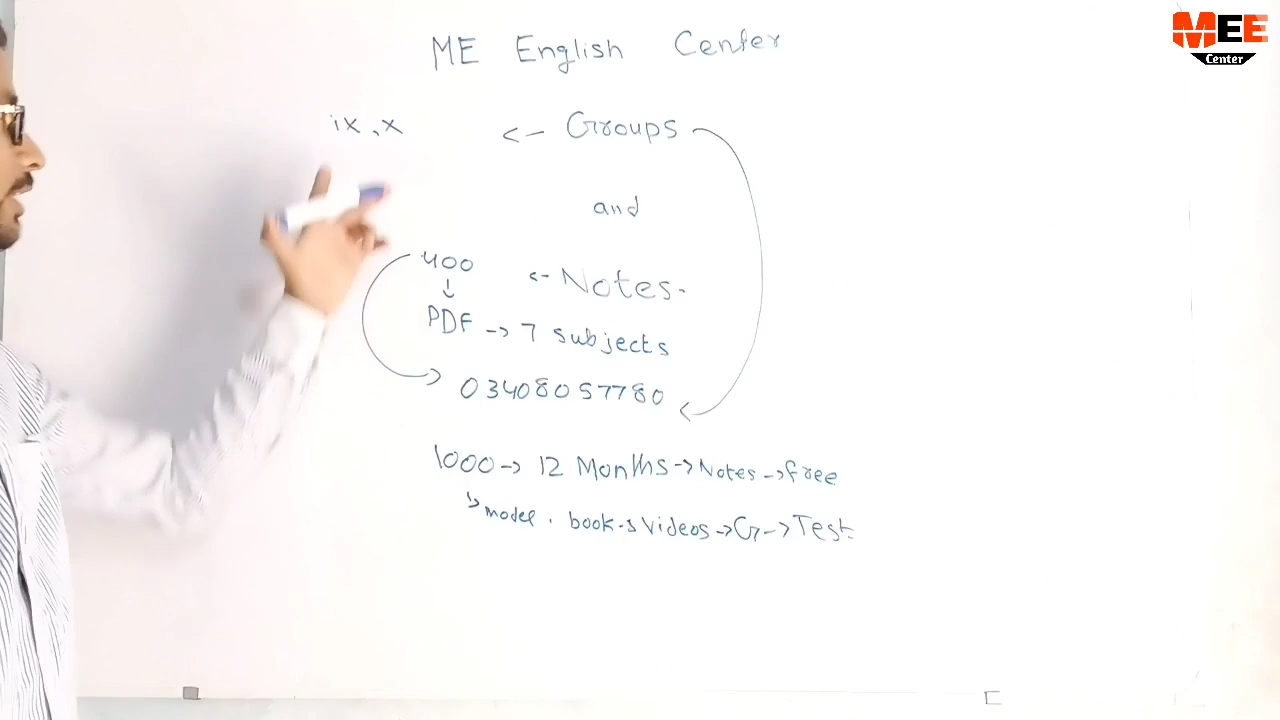 ME English Center
MEE
Center
ix, x <- Groups
and
400 <- Notes.
↓
PDF -> 7 subjects
03408057780
1000 -> 12 Months -> Notes -> free
↳ model . book -s Videos -> G -> Test